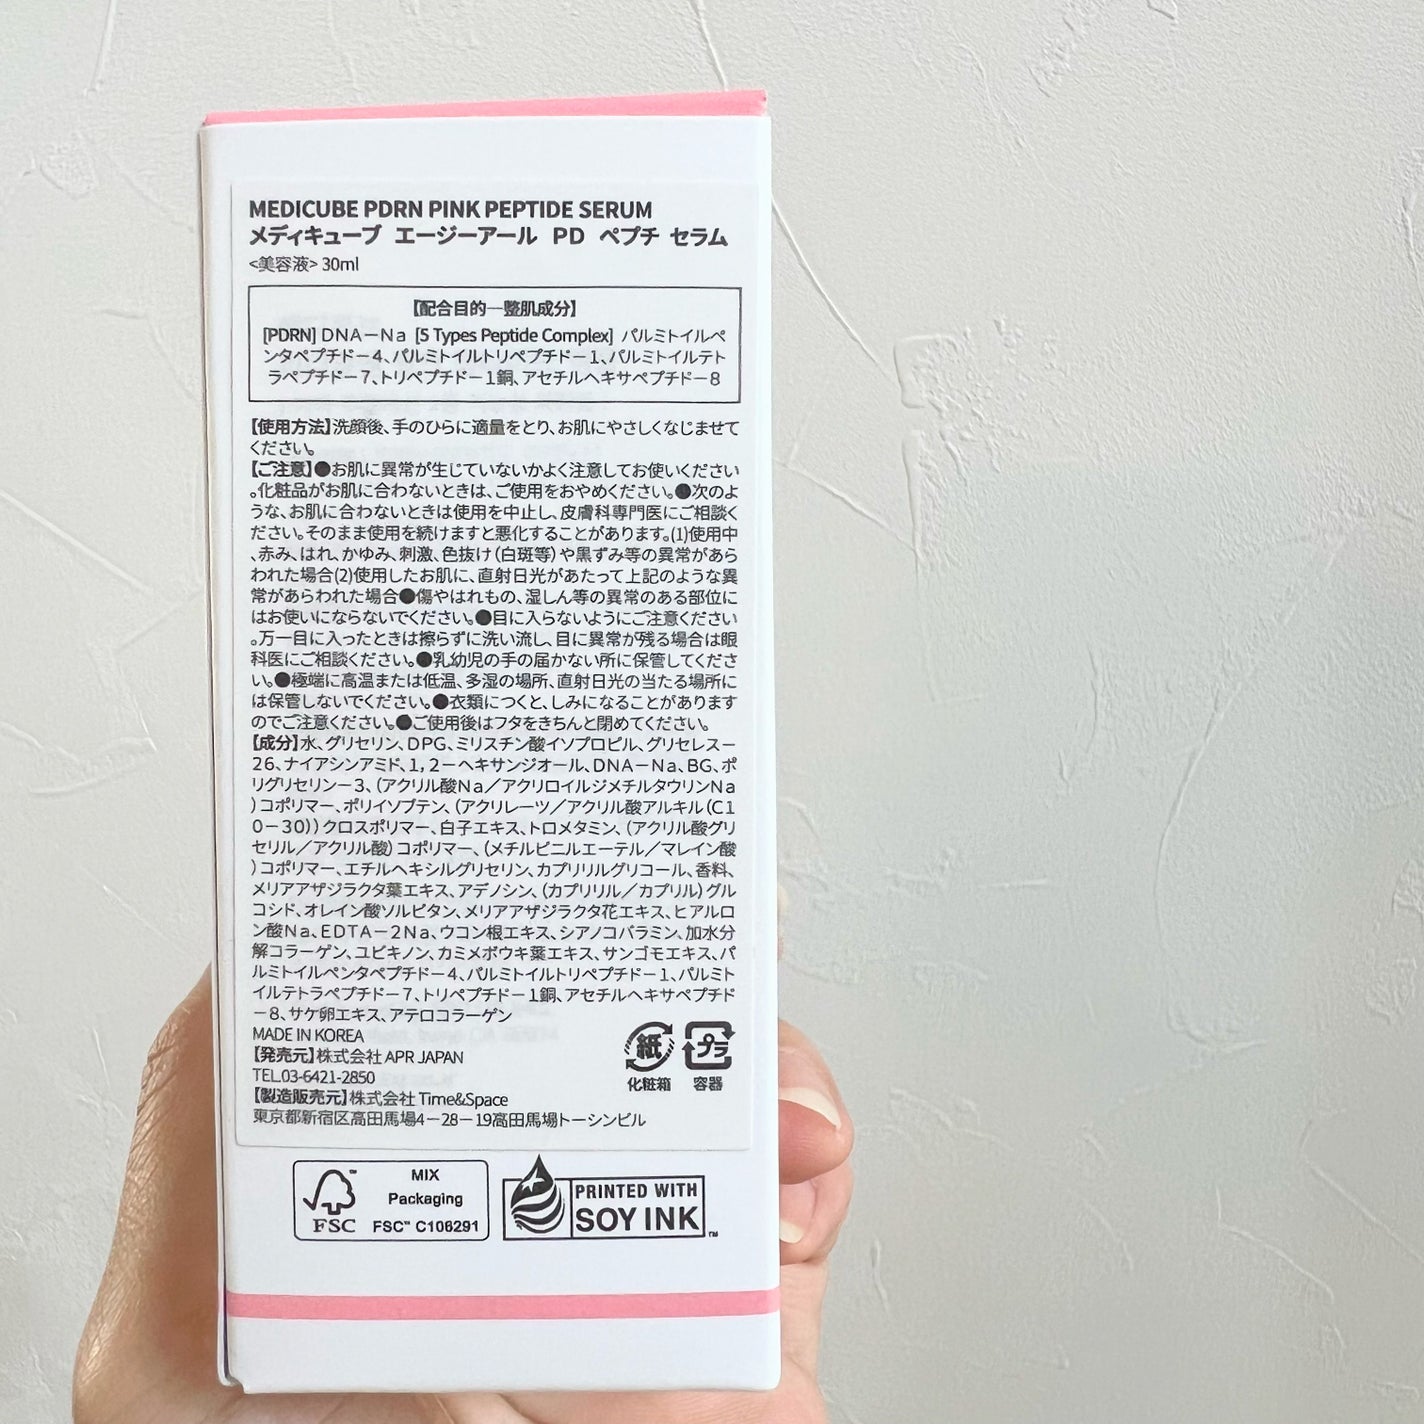 MEDICUBE PDRN PINK PEPTIDE SERUM
メディキューブ エージーアール PD ペプチ セラム
<美容液> 30ml
【配合目的―整肌成分】
[PDRN] DNA－Na [5 Types Peptide Complex] パルミトイルペ
ンタペプチド－4、パルミトイルトリペプチド－1、パルミトイルテト
ラペプチド－7、トリペプチド－1銅、アセチルヘキサペプチド－8
【使用方法】洗顔後、手のひらに適量をとり、お肌にやさしくなじませて
ください。
【ご注意】●お肌に異常が生じていないかよく注意してお使いください
。化粧品がお肌に合わないときは、ご使用をおやめください。●次のよ
うな、お肌に合わないときは使用を中止し、皮膚科専門医にご相談く
ださい。そのまま使用を続けますと悪化することがあります。(1)使用中
、赤み、はれ、かゆみ、刺激、色抜け（白斑等）や黒ずみ等の異常があら
われた場合(2)使用したお肌に、直射日光があたって上記のような異
常があらわれた場合●傷やはれもの、湿しん等の異常のある部位に
はお使いにならないでください。●目に入らないようにご注意ください
。万一目に入ったときは擦らずに洗い流し、目に異常が残る場合は眼
科医にご相談ください。●乳幼児の手の届かない所に保管してくださ
い。●極端に高温または低温、多湿の場所、直射日光の当たる場所に
は保管しないでください。●衣類につくと、しみになることがあります
のでご注意ください。●ご使用後はフタをきちんと閉めてください。
【成分】水、グリセリン、DPG、ミリスチン酸イソプロピル、グリセレス－
26、ナイアシンアミド、1，2－ヘキサンジオール、DNA－Na、BG、ポ
リグリセリン－3、（アクリル酸Na／アクリロイルジメチルタウリンNa
）コポリマー、ポリイソブテン、（アクリレーツ／アクリル酸アルキル（C1
0－30））クロスポリマー、白子エキス、トロメタミン、（アクリル酸グリ
セリル／アクリル酸）コポリマー、（メチルビニルエーテル／マレイン酸
）コポリマー、エチルヘキシルグリセリン、カプリリルグリコール、香料、
メリアアザジラクタ葉エキス、アデノシン、（カプリリル／カプリル）グル
コシド、オレイン酸ソルビタン、メリアアザジラクタ花エキス、ヒアルロ
ン酸Na、EDTA－2Na、ウコン根エキス、シアノコバラミン、加水分
解コラーゲン、ユビキノン、カミメボウキ葉エキス、サンゴモエキス、パ
ルミトイルペンタペプチド－4、パルミトイルトリペプチド－1、パルミト
イルテトラペプチド－7、トリペプチド－1銅、アセチルヘキサペプチド
－8、サケ卵エキス、アテロコラーゲン
MADE IN KOREA
【発売元】株式会社 APR JAPAN
TEL.03-6421-2850
【製造販売元】株式会社 Time&Space
東京都新宿区高田馬場4－28－19高田馬場トーシンビル
紙 プラ
化粧箱 容器
MIX
Packaging
FSC™ C106291
FSC
PRINTED WITH
SOY INK™